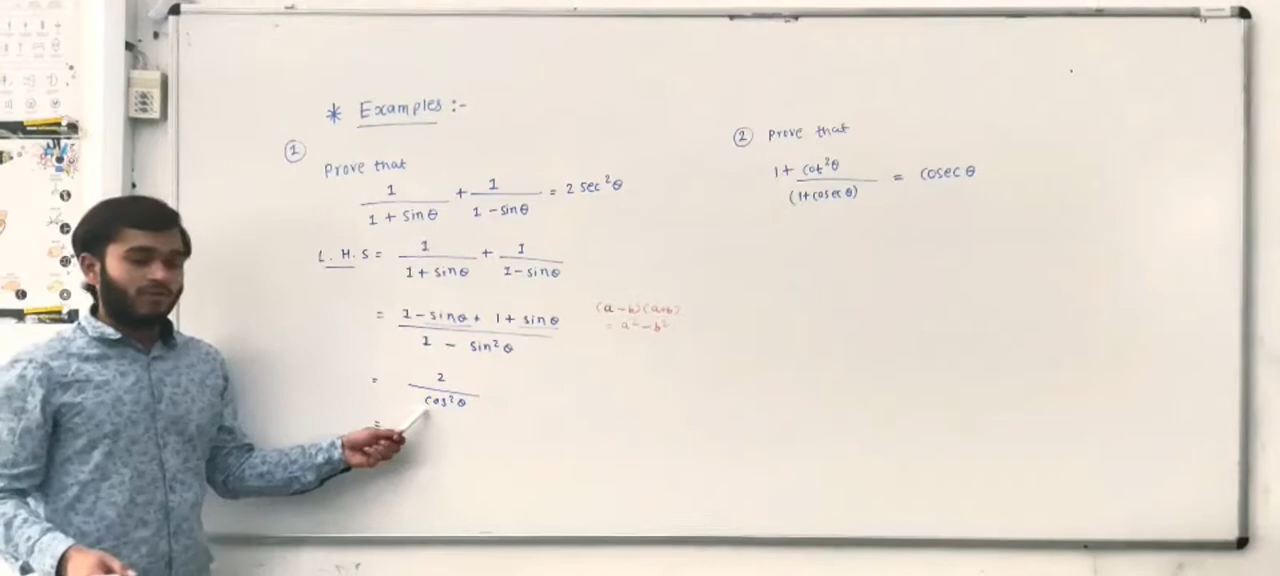 * Examples :-
① Prove that
1/(1 + sinθ) + 1/(1 - sinθ) = 2 sec²θ
L.H.S = 1/(1 + sinθ) + 1/(1 - sinθ)
= (1 - sinθ + 1 + sinθ)/(1 - sin²θ)
(a-b)(a+b)
= a² - b²
= 2/cos²θ
=
② Prove that
1 + cot²θ/(1+cosecθ) = cosecθ